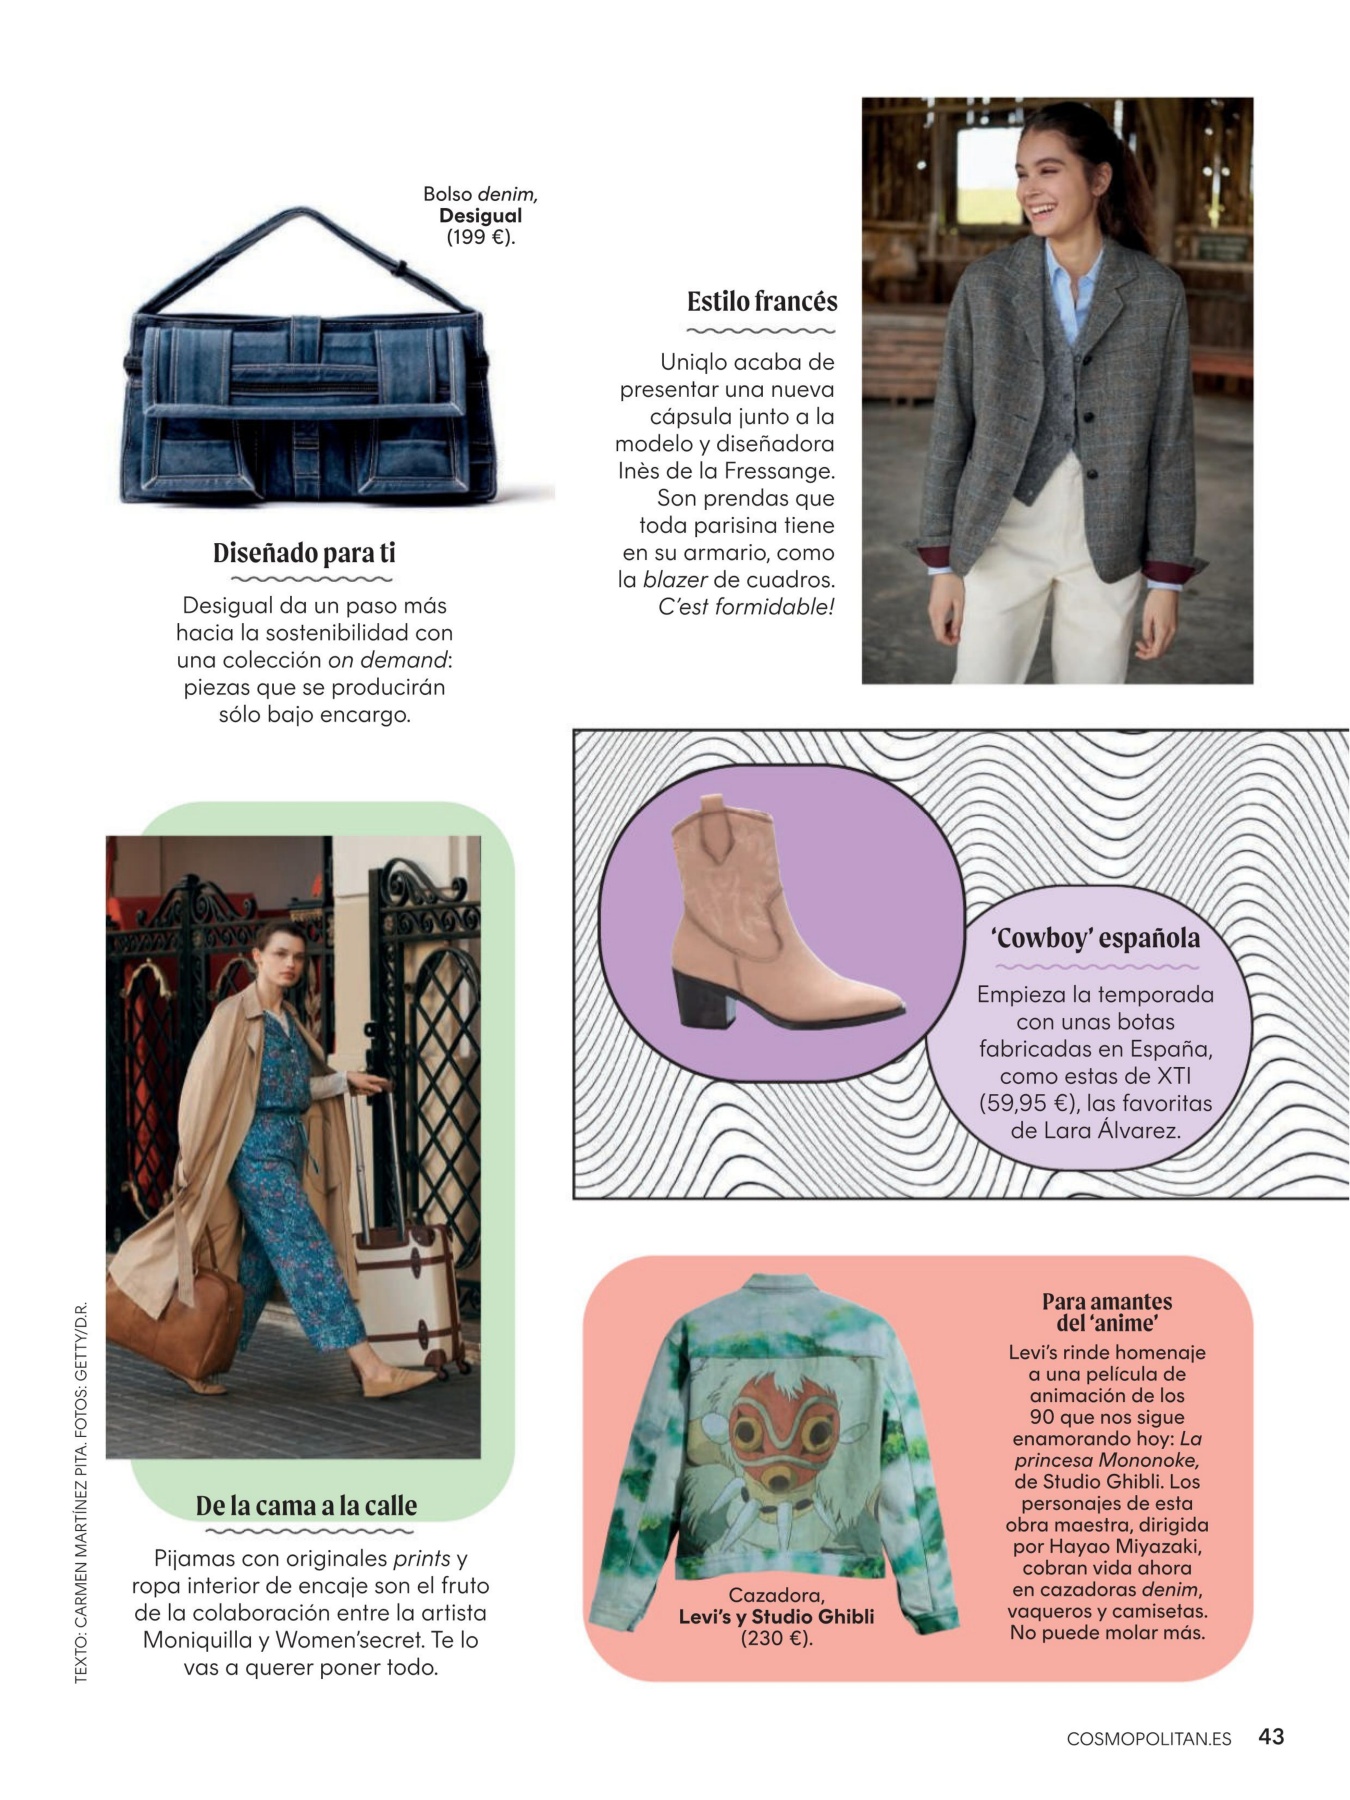 Bolso denim,
Desigual
(199 €).
Diseñado para ti
Desigual da un paso más
hacia la sostenibilidad con
una colección on demand:
piezas que se producirán
sólo bajo encargo.
Estilo francés
Uniqlo acaba de
presentar una nueva
cápsula junto a la
modelo y diseñadora
Inès de la Fressange.
Son prendas que
toda parisina tiene
en su armario, como
la blazer de cuadros.
C’est formidable!
‘Cowboy’ española
Empieza la temporada
con unas botas
fabricadas en España,
como estas de XTI
(59,95 €), las favoritas
de Lara Álvarez.
De la cama a la calle
Pijamas con originales prints y
ropa interior de encaje son el fruto
de la colaboración entre la artista
Moniquilla y Women’secret. Te lo
vas a querer poner todo.
Cazadora,
Levi’s y Studio Ghibli
(230 €).
Para amantes
del ‘anime’
Levi’s rinde homenaje
a una película de
animación de los
90 que nos sigue
enamorando hoy: La
princesa Mononoke,
de Studio Ghibli. Los
personajes de esta
obra maestra, dirigida
por Hayao Miyazaki,
cobran vida ahora
en cazadoras denim,
vaqueros y camisetas.
No puede molar más.
TEXTO: CARMEN MARTÍNEZ PITA. FOTOS: GETTY/D.R.
COSMOPOLITAN.ES 43